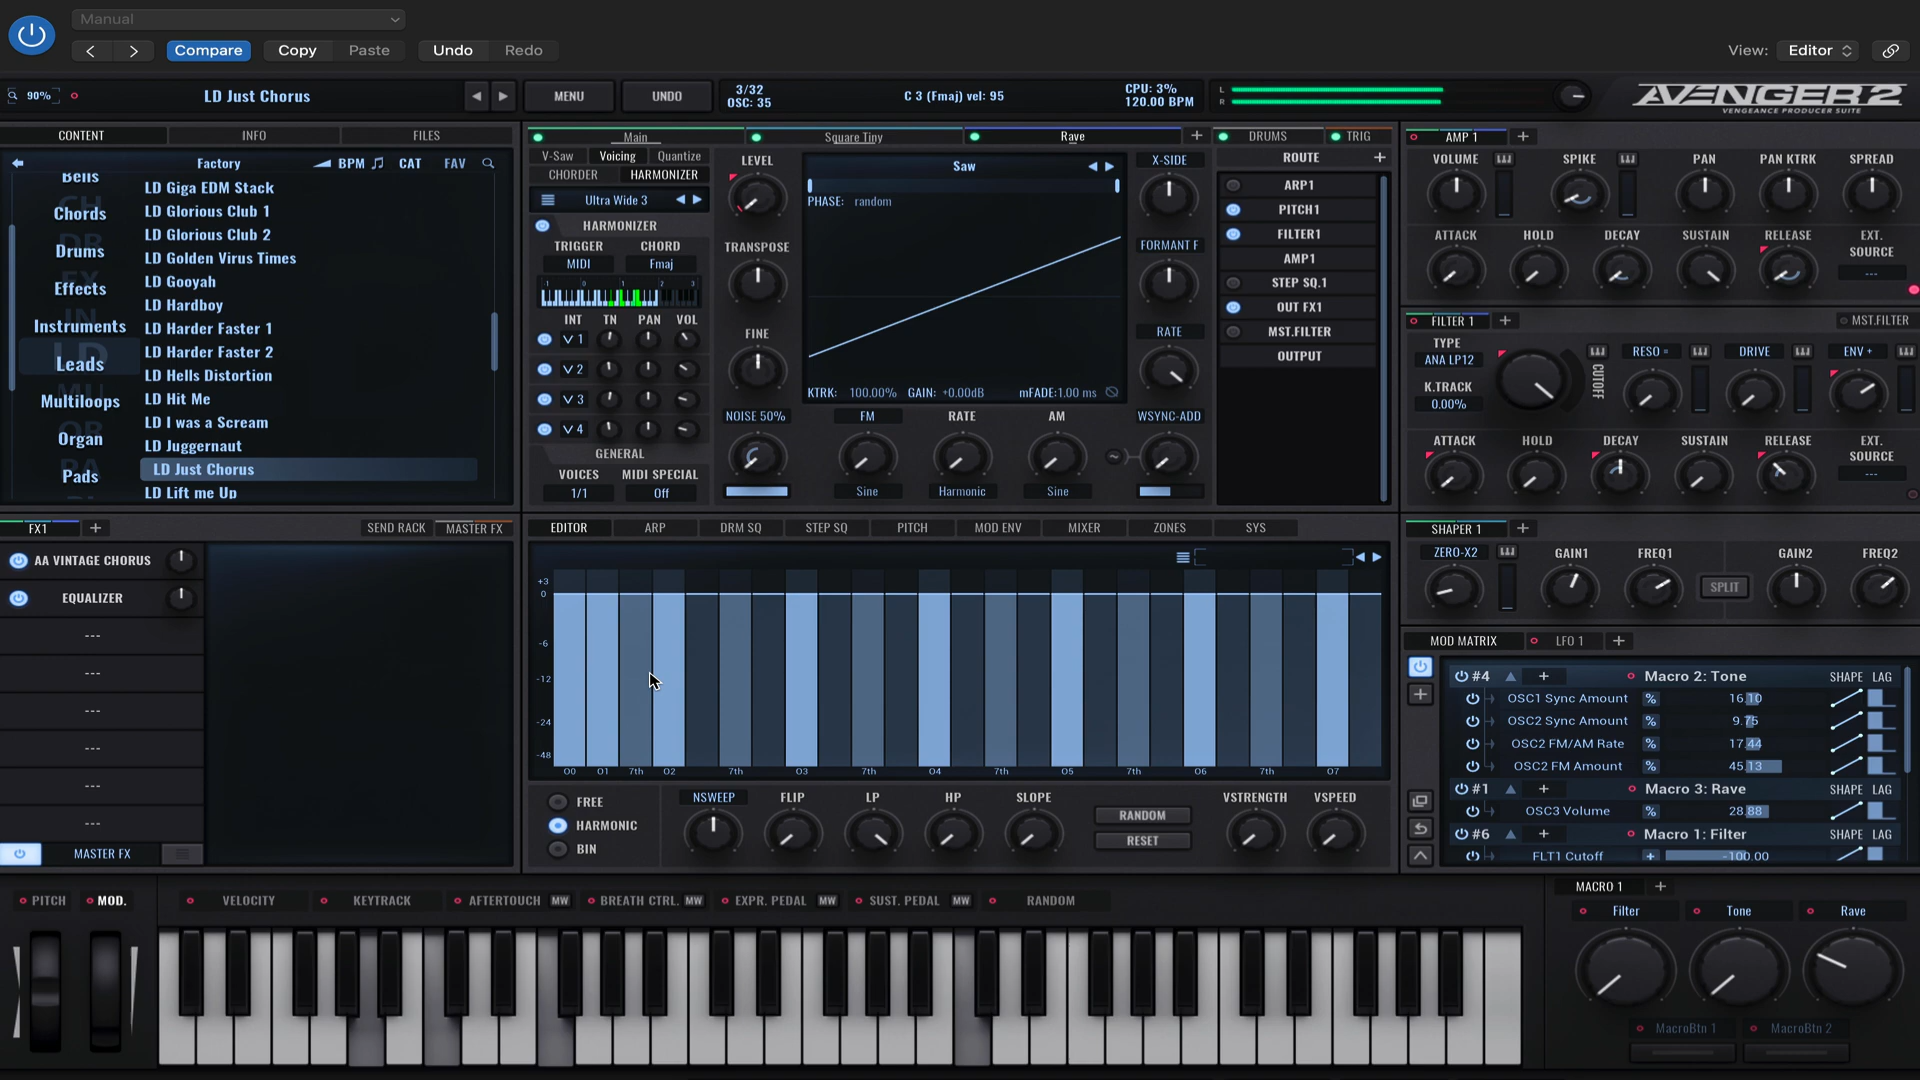 Manual
Compare Copy Paste Undo Redo View: Editor
90% LD Just Chorus MENU UNDO 3/32 OSC: 35 C 3 (Fmaj) vel: 95 CPU: 3% 120.00 BPM L R AVENGER 2
VENGEANCE PRODUCER SUITE
CONTENT INFO FILES
Factory BPM CAT FAV
Bells
Chords
Drums
Effects
Instruments
Leads
Multiloops
Organ
Pads
LD Giga EDM Stack
LD Glorious Club 1
LD Glorious Club 2
LD Golden Virus Times
LD Gooyah
LD Hardboy
LD Harder Faster 1
LD Harder Faster 2
LD Hells Distortion
LD Hit Me
LD I was a Scream
LD Juggernaut
LD Just Chorus
LD Lift me Up
Main Square Tiny Rave + DRUMS TRIG
V-Saw Voicing Quantize
CHORDER HARMONIZER
Ultra Wide 3
HARMONIZER
TRIGGER CHORD
MIDI Fmaj
-1 0 1 2 3
INT TN PAN VOL
V 1
V 2
V 3
V 4
GENERAL
VOICES MIDI SPECIAL
1/1 Off
LEVEL
TRANSPOSE
FINE
NOISE 50%
Saw
PHASE: random
KTRK: 100.00% GAIN: +0.00dB mFADE:1.00 ms
FM RATE AM
Sine Harmonic Sine
X-SIDE
FORMANT F
RATE
WSYNC-ADD
ROUTE +
ARP1
PITCH1
FILTER1
AMP1
STEP SQ.1
OUT FX1
MST.FILTER
OUTPUT
AMP 1 +
VOLUME SPIKE PAN PAN KTRK SPREAD
ATTACK HOLD DECAY SUSTAIN RELEASE EXT. SOURCE
---
FILTER 1 + MST.FILTER
TYPE
ANA LP12
K.TRACK
0.00%
CUTOFF
RESO = DRIVE ENV +
ATTACK HOLD DECAY SUSTAIN RELEASE EXT. SOURCE
---
FX1 + SEND RACK MASTER FX
AA VINTAGE CHORUS
EQUALIZER
---
---
---
---
---
---
MASTER FX
EDITOR ARP DRM SQ STEP SQ PITCH MOD ENV MIXER ZONES SYS
+3
0
-6
-12
-24
-48
O0 O1 7th O2 7th O3 7th O4 7th O5 7th O6 7th O7
FREE
HARMONIC
BIN
NSWEEP FLIP LP HP SLOPE RANDOM RESET VSTRENGTH VSPEED
SHAPER 1 +
ZERO-X2 GAIN1 FREQ1 SPLIT GAIN2 FREQ2
MOD MATRIX LFO 1 +
#4 + Macro 2: Tone SHAPE LAG
OSC1 Sync Amount % 16.10
OSC2 Sync Amount % 9.75
OSC2 FM/AM Rate % 17.44
OSC2 FM Amount % 45.13
#1 + Macro 3: Rave SHAPE LAG
OSC3 Volume % 28.88
#6 + Macro 1: Filter SHAPE LAG
FLT1 Cutoff + -100.00
PITCH MOD. VELOCITY KEYTRACK AFTERTOUCH MW BREATH CTRL. MW EXPR. PEDAL MW SUST. PEDAL MW RANDOM
MACRO 1 +
Filter Tone Rave
MacroBtn 1 MacroBtn 2